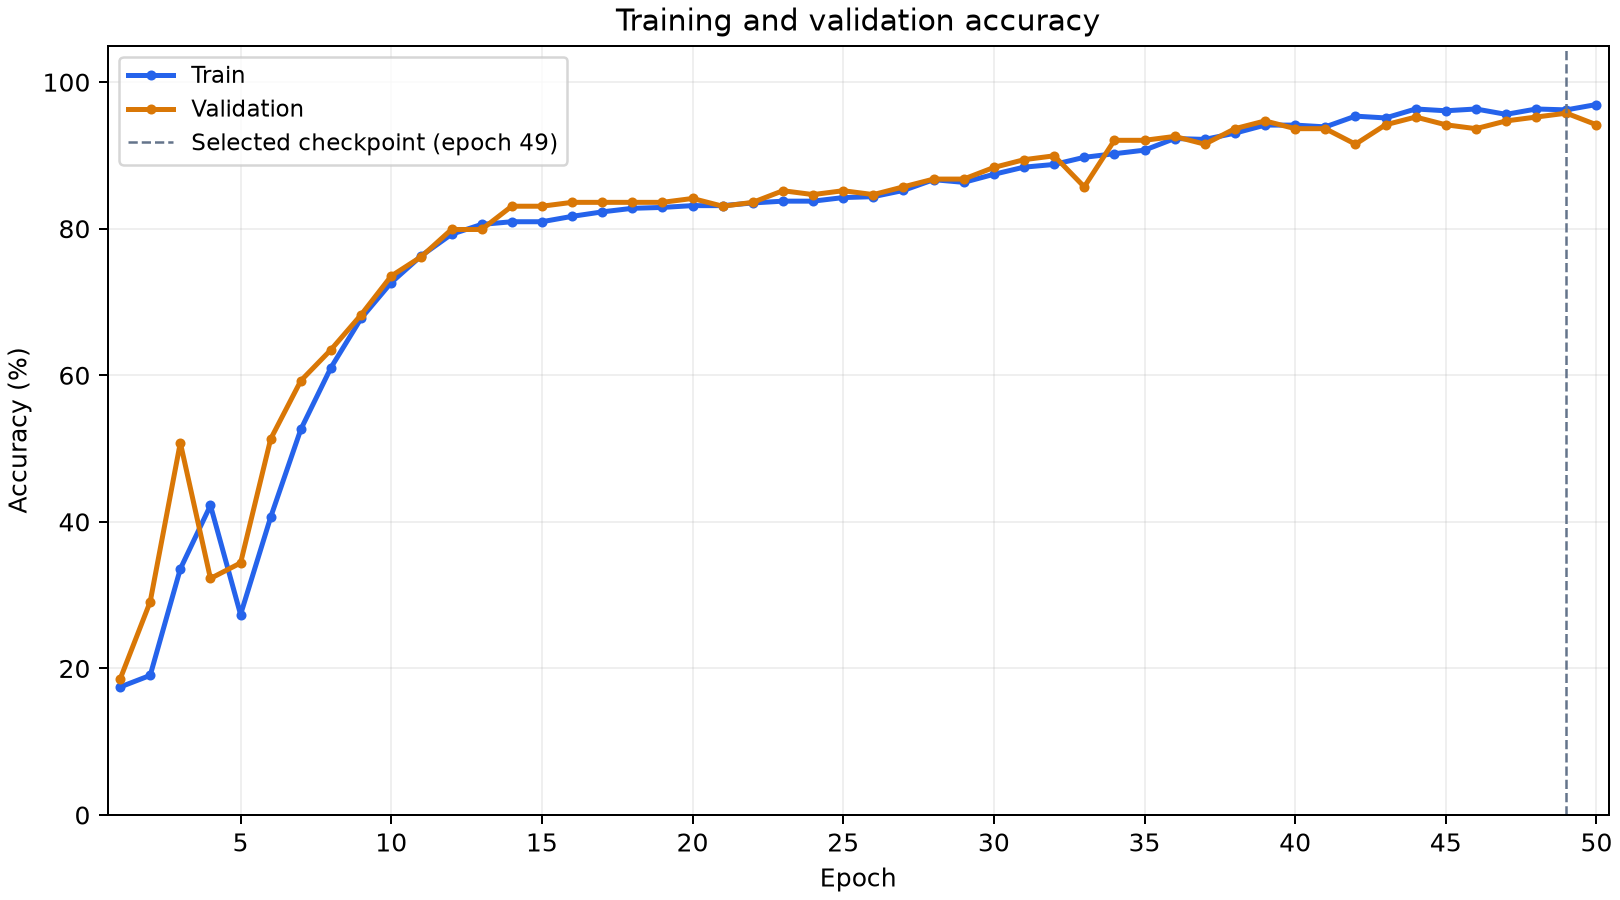 Training and validation accuracy
Train
Validation
Selected checkpoint (epoch 49)
100
80
60
40
20
0
Accuracy (%)
5 10 15 20 25 30 35 40 45 50
Epoch